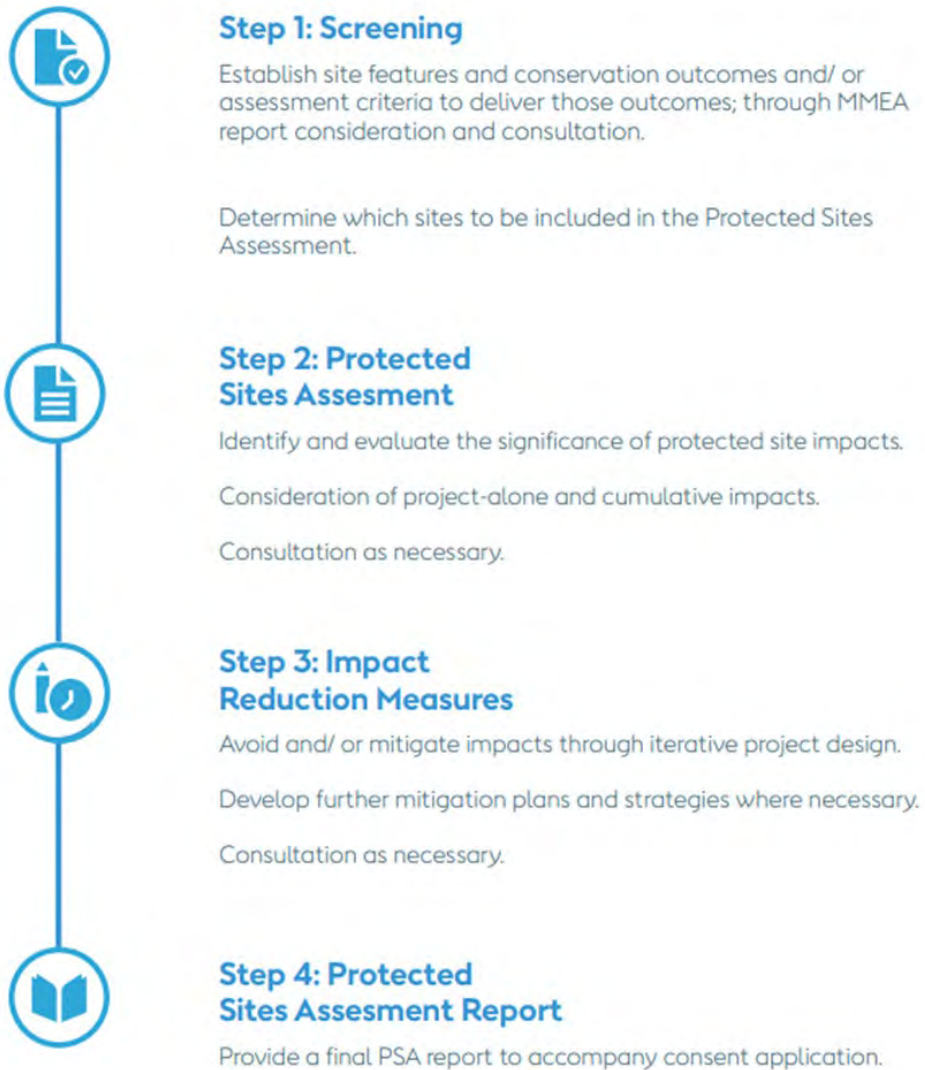 Step 1: Screening
Establish site features and conservation outcomes and/ or
assessment criteria to deliver those outcomes; through MMEA
report consideration and consultation.
Determine which sites to be included in the Protected Sites
Assessment.
Step 2: Protected
Sites Assesment
Identify and evaluate the significance of protected site impacts.
Consideration of project-alone and cumulative impacts.
Consultation as necessary.
Step 3: Impact
Reduction Measures
Avoid and/ or mitigate impacts through iterative project design.
Develop further mitigation plans and strategies where necessary.
Consultation as necessary.
Step 4: Protected
Sites Assesment Report
Provide a final PSA report to accompany consent application.